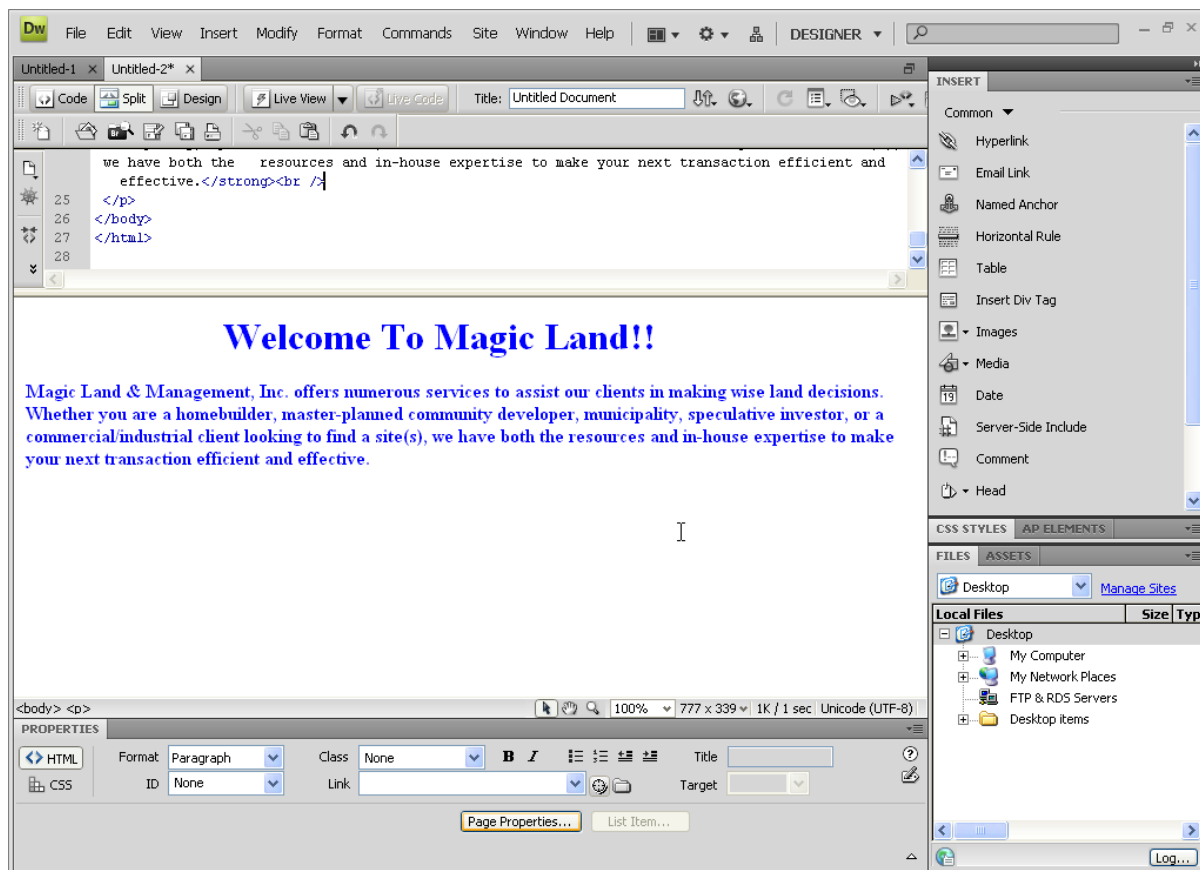 Dw File Edit View Insert Modify Format Commands Site Window Help DESIGNER
Untitled-1 × Untitled-2* ×
Code Split Design Live View Live Code Title: Untitled Document
we have both the resources and in-house expertise to make your next transaction efficient and
effective.</strong><br />
25 </p>
26 </body>
27 </html>
28
Welcome To Magic Land!!
Magic Land & Management, Inc. offers numerous services to assist our clients in making wise land decisions.
Whether you are a homebuilder, master-planned community developer, municipality, speculative investor, or a
commercial/industrial client looking to find a site(s), we have both the resources and in-house expertise to make
your next transaction efficient and effective.
<body> <p> 100% 777 x 339 1K / 1 sec Unicode (UTF-8)
PROPERTIES
HTML Format Paragraph Class None B I Title
CSS ID None Link Target
Page Properties... List Item...
INSERT
Common
Hyperlink
Email Link
Named Anchor
Horizontal Rule
Table
Insert Div Tag
Images
Media
19 Date
Server-Side Include
Comment
Head
CSS STYLES AP ELEMENTS
FILES ASSETS
Desktop Manage Sites
Local Files Size Typ
Desktop
My Computer
My Network Places
FTP & RDS Servers
Desktop items
Log...